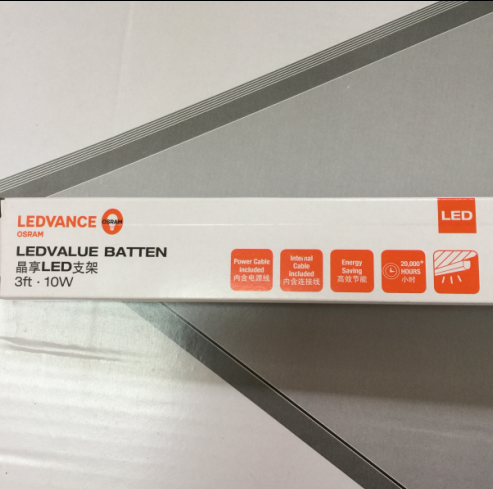 LEDVANCE
OSRAM
OSRAM
LEDVALUE BATTEN
晶享LED支架
3ft · 10W
Power Cable
included
内含电源线
Internal
Cable
included
内含连接线
Energy
Saving
高效节能
20,000*
HOURS
小时
LED